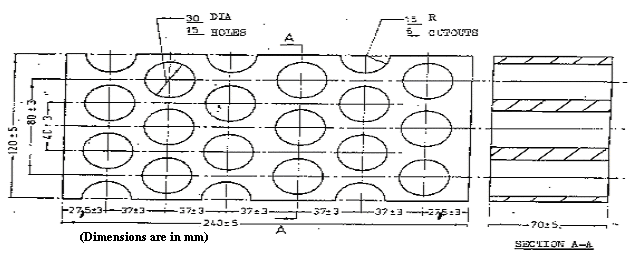 30 DIA
15 HOLES
A
15 R
6 CUTOUTS
120±5
80±3
40±3
27,5±3 37±3 37±3 37±3 37±3 37±3 27,5±3
240±5
A
70±5
(Dimensions are in mm)
SECTION A-A